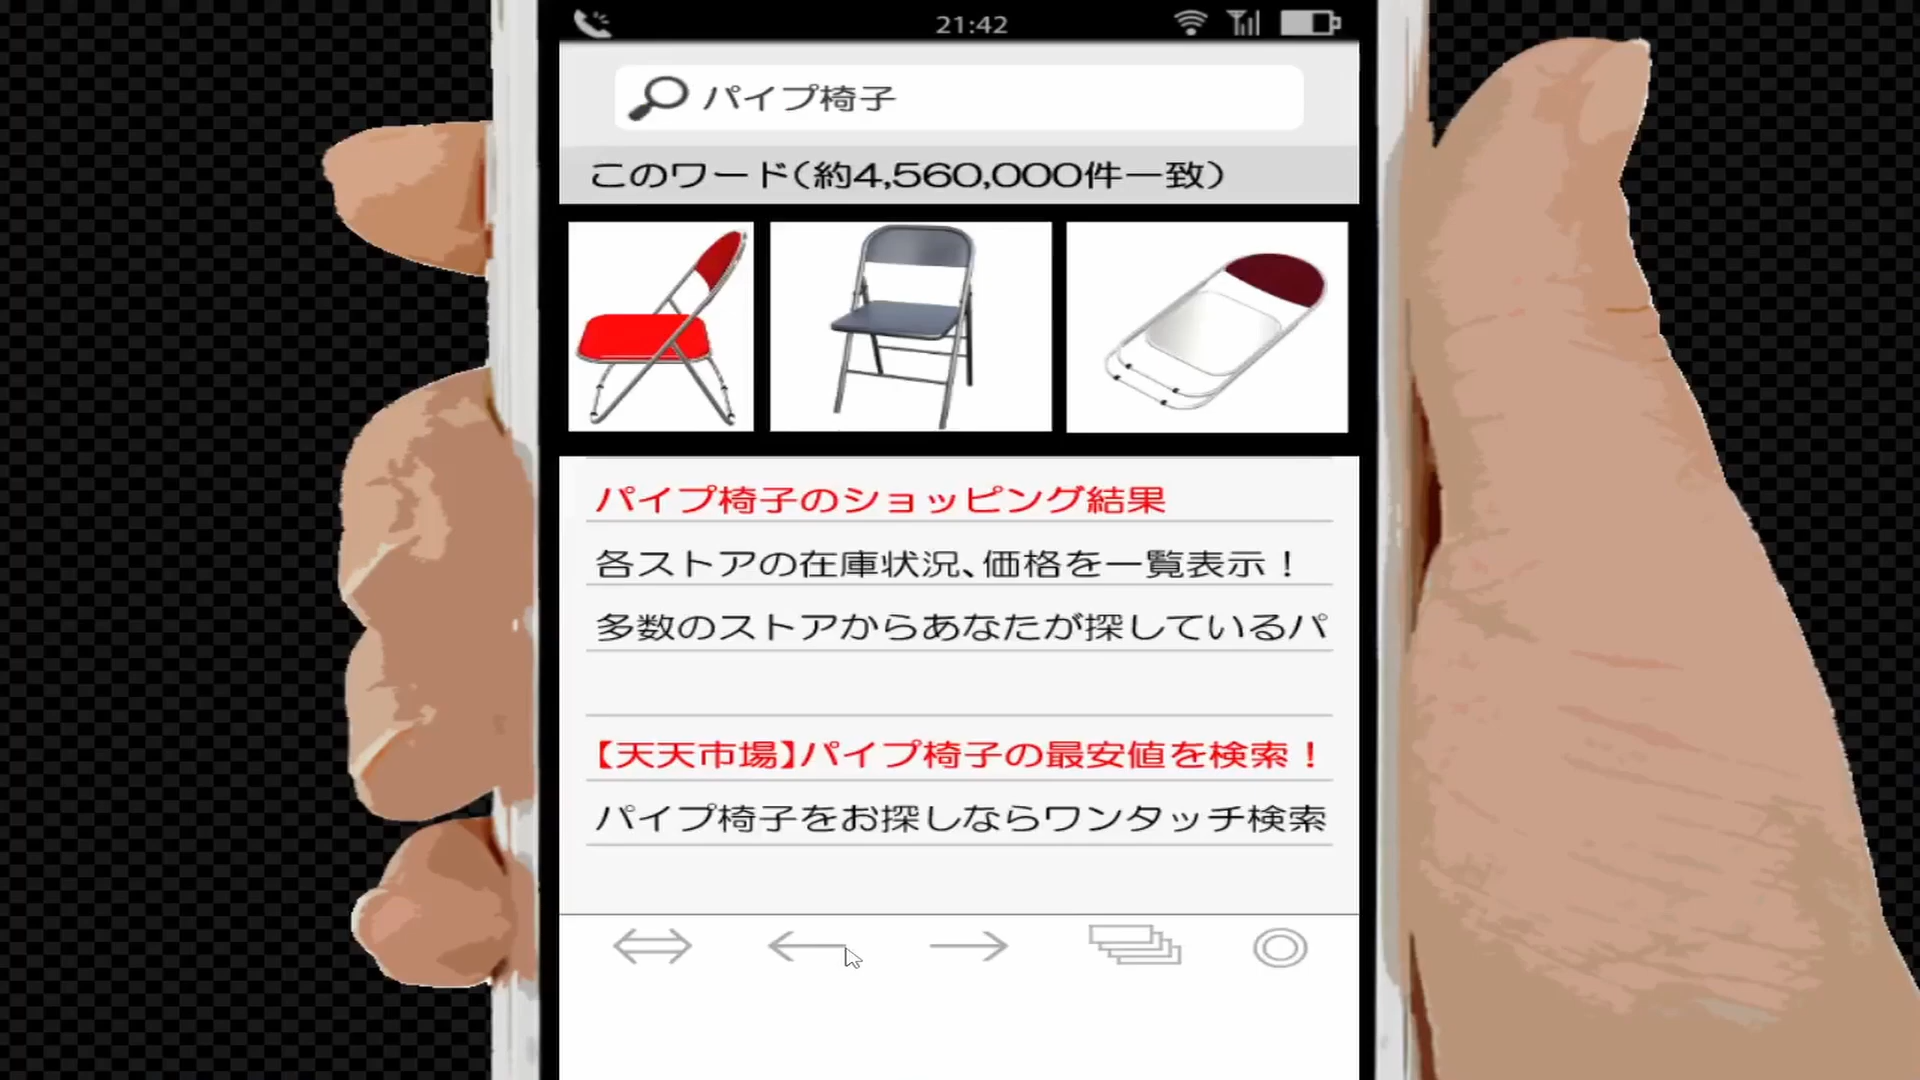 21:42
パイプ椅子
このワード(約4,560,000件一致)
パイプ椅子のショッピング結果
各ストアの在庫状況、価格を一覧表示！
多数のストアからあなたが探しているパ
【天天市場】パイプ椅子の最安値を検索！
パイプ椅子をお探しならワンタッチ検索